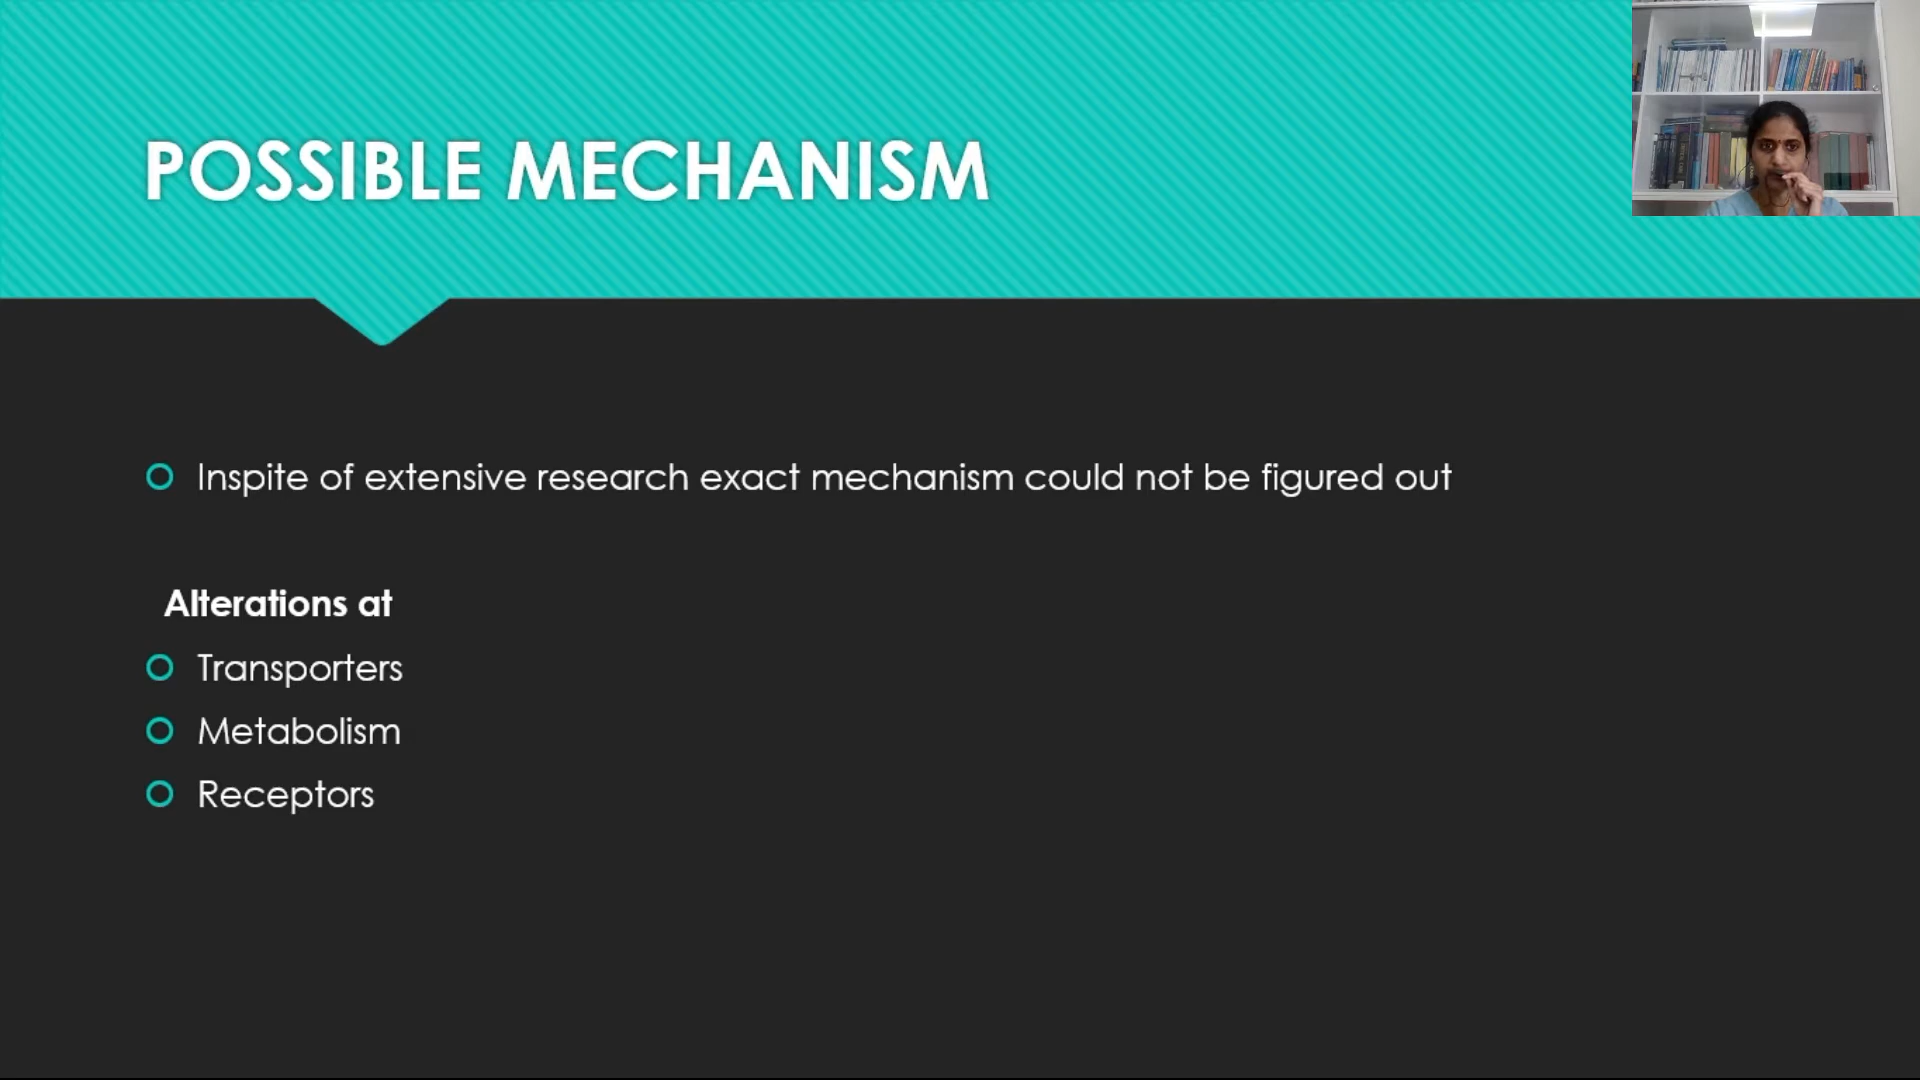 POSSIBLE MECHANISM
Inspite of extensive research exact mechanism could not be figured out
Alterations at
Transporters
Metabolism
Receptors